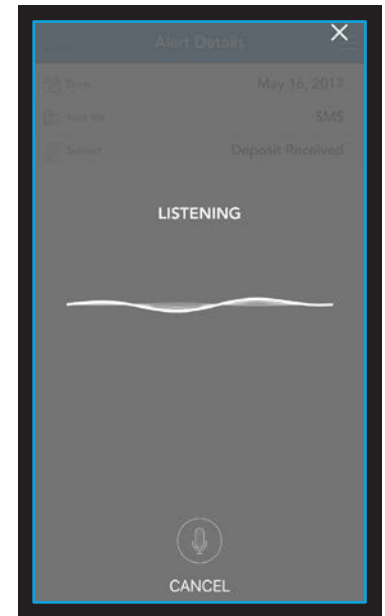 Alert Details
Date May 16, 2017
Sent Via SMS
Subject Deposit Received
LISTENING
CANCEL